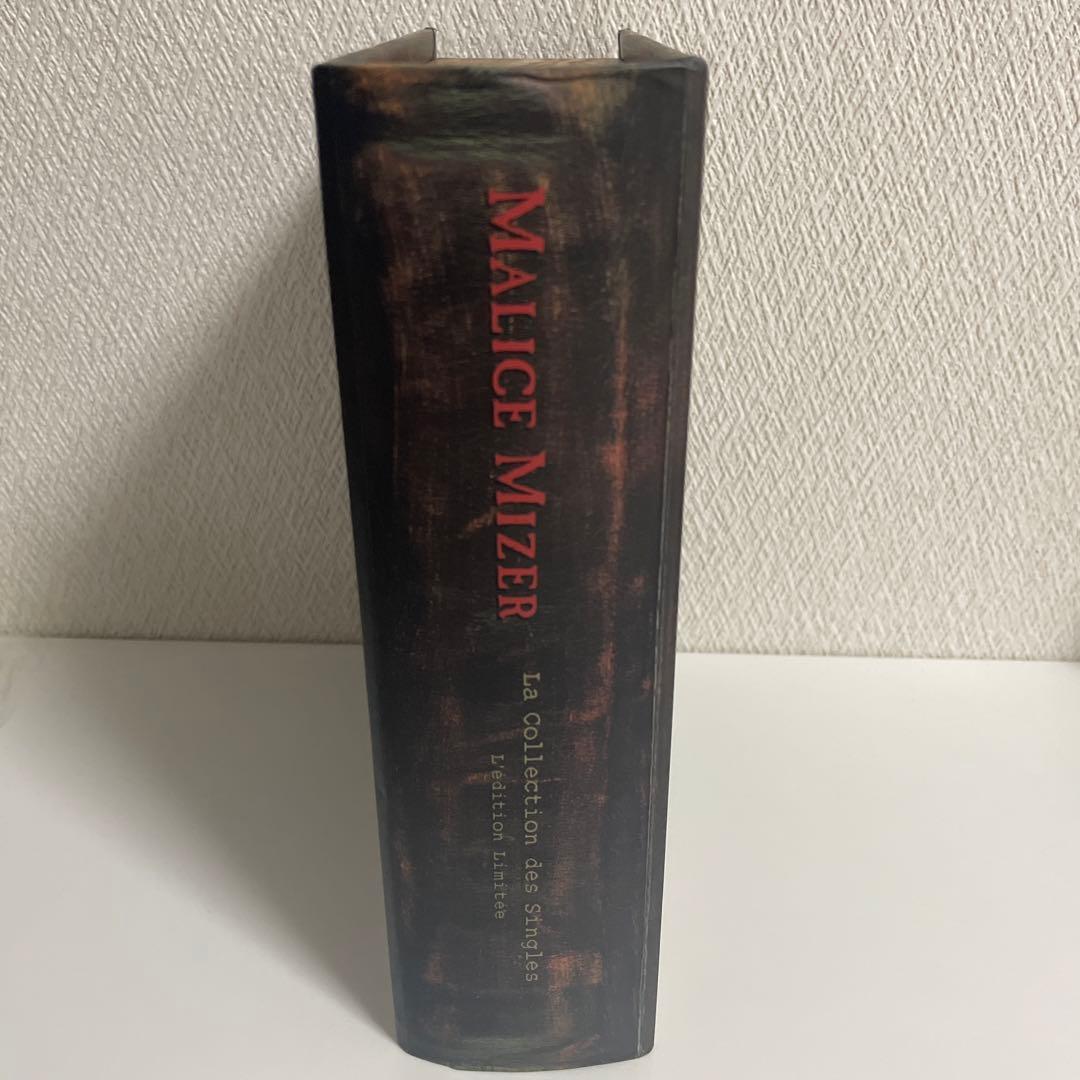 MALICE MIZER
La Collection des Singles
L'édition Limitée